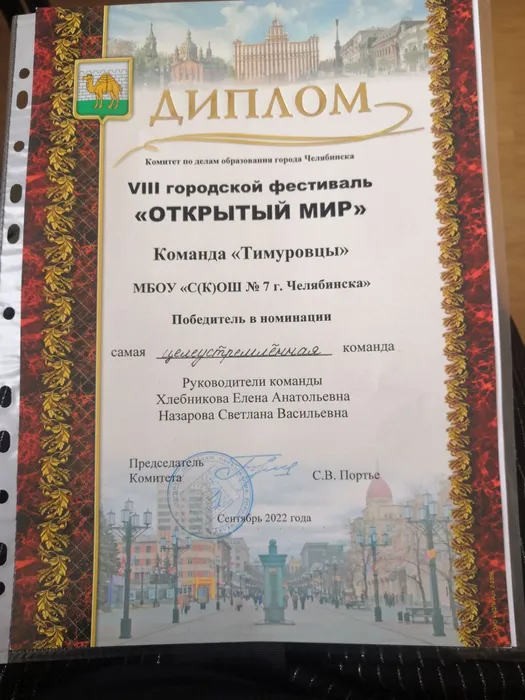 ДИПЛОМ
Комитет по делам образования города Челябинска
VIII городской фестиваль
«ОТКРЫТЫЙ МИР»
Команда «Тимуровцы»
МБОУ «С(К)ОШ № 7 г. Челябинска»
Победитель в номинации
самая целеустремлённая команда
Руководители команды
Хлебникова Елена Анатольевна
Назарова Светлана Васильевна
Председатель
Комитета С.В. Портье
Сентябрь 2022 года